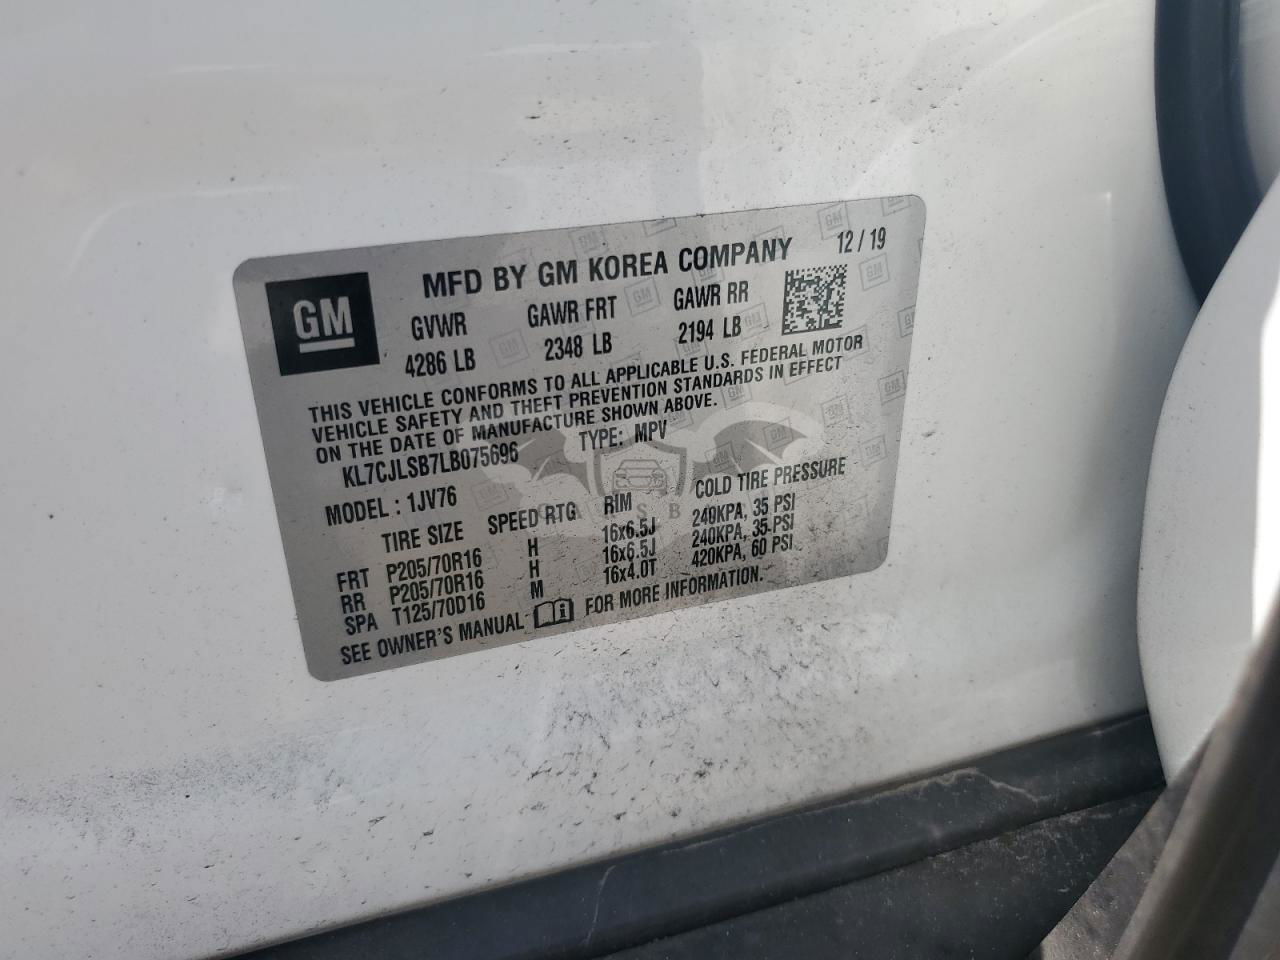 MFD BY GM KOREA COMPANY 12 / 19
GM
GVWR GAWR FRT GAWR RR
4286 LB 2348 LB 2194 LB
THIS VEHICLE CONFORMS TO ALL APPLICABLE U.S. FEDERAL MOTOR
VEHICLE SAFETY AND THEFT PREVENTION STANDARDS IN EFFECT
ON THE DATE OF MANUFACTURE SHOWN ABOVE.
KL7CJLSB7LB075696 TYPE: MPV
MODEL : 1JV76
TIRE SIZE SPEED RTG RIM COLD TIRE PRESSURE
FRT P205/70R16 H 16x6.5J 240KPA, 35 PSI
RR P205/70R16 H 16x6.5J 240KPA, 35 PSI
SPA T125/70D16 M 16x4.0T 420KPA, 60 PSI
SEE OWNER'S MANUAL FOR MORE INFORMATION.